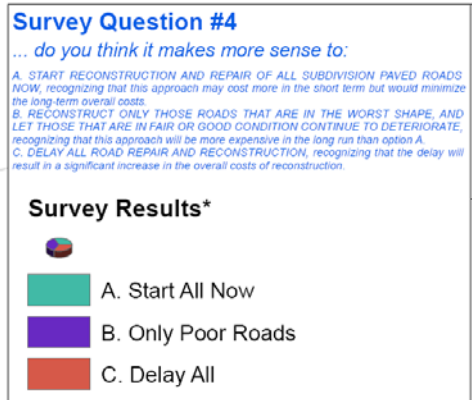 Survey Question #4
... do you think it makes more sense to:
A. START RECONSTRUCTION AND REPAIR OF ALL SUBDIVISION PAVED ROADS
NOW, recognizing that this approach may cost more in the short term but would minimize
the long-term overall costs.
B. RECONSTRUCT ONLY THOSE ROADS THAT ARE IN THE WORST SHAPE, AND
LET THOSE THAT ARE IN FAIR OR GOOD CONDITION CONTINUE TO DETERIORATE,
recognizing that this approach will be more expensive in the long run than option A.
C. DELAY ALL ROAD REPAIR AND RECONSTRUCTION, recognizing that the delay will
result in a significant increase in the overall costs of reconstruction.
Survey Results*
A. Start All Now
B. Only Poor Roads
C. Delay All